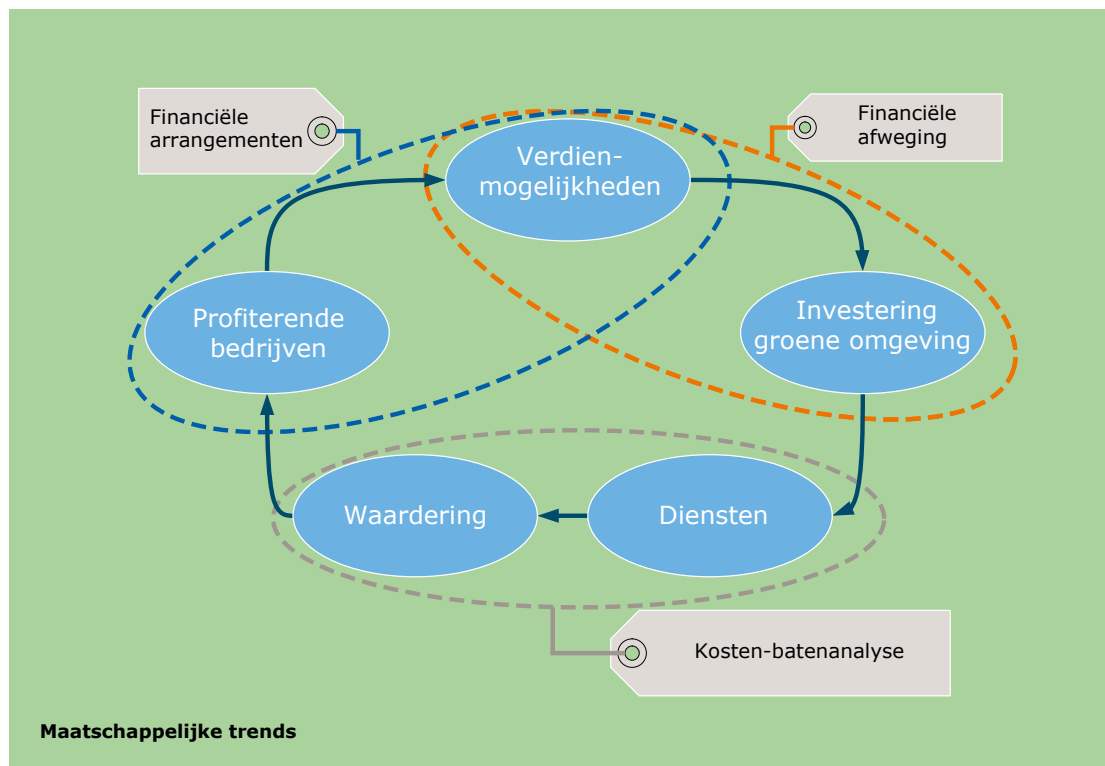 Financiële
arrangementen
Financiële
afweging
Verdien-
mogelijkheden
Profiterende
bedrijven
Investering
groene omgeving
Waardering
Diensten
Kosten-batenanalyse
Maatschappelijke trends